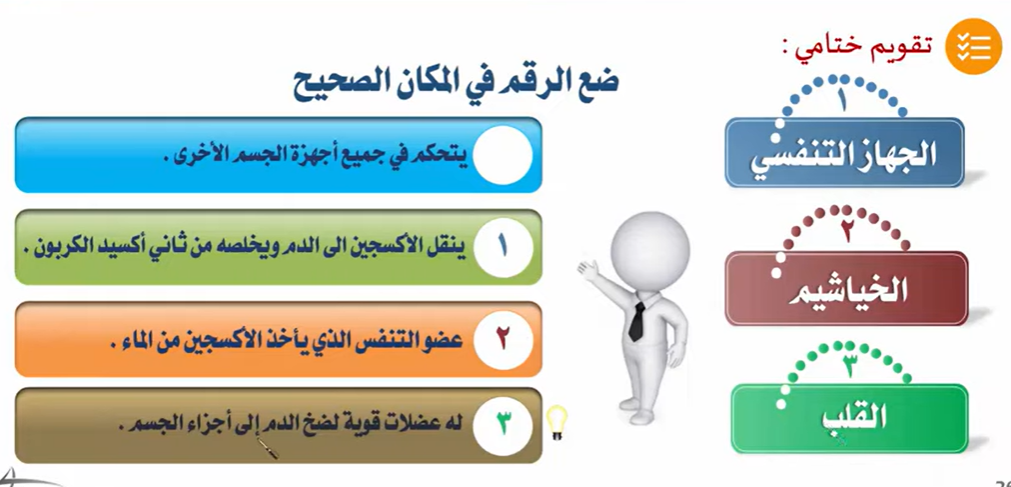 تقويم ختامي :
ضع الرقم في المكان الصحيح
١
الجهاز التنفسي
٢
الخياشيم
٣
القلب
يتحكم في جميع أجهزة الجسم الأخرى .
١ ينقل الأكسجين الى الدم ويخلصه من ثاني أكسيد الكربون .
٢ عضو التنفس الذي يأخذ الأكسجين من الماء .
٣ له عضلات قوية لضخ الدم إلى أجزاء الجسم .